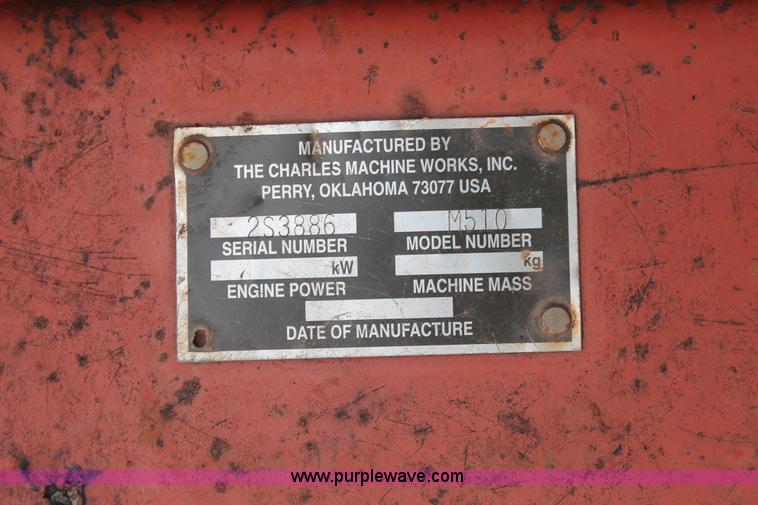 MANUFACTURED BY
THE CHARLES MACHINE WORKS, INC.
PERRY, OKLAHOMA 73077 USA
2S3886 M510
SERIAL NUMBER MODEL NUMBER
kW kg
ENGINE POWER MACHINE MASS
DATE OF MANUFACTURE
www.purplewave.com